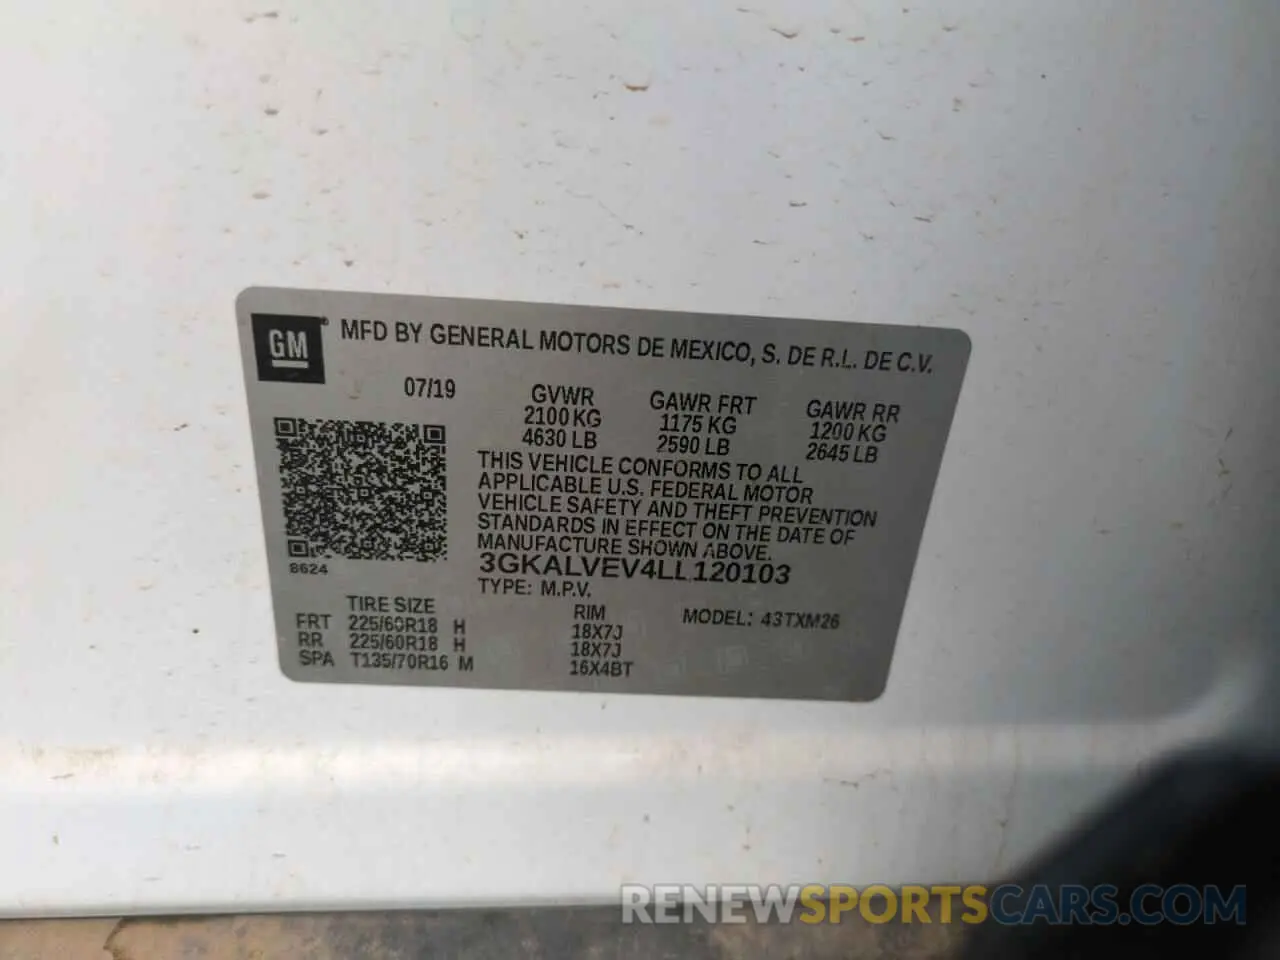 GM
MFD BY GENERAL MOTORS DE MEXICO, S. DE R.L. DE C.V.
07/19
GVWR GAWR FRT GAWR RR
2100 KG 1175 KG 1200 KG
4630 LB 2590 LB 2645 LB
THIS VEHICLE CONFORMS TO ALL
APPLICABLE U.S. FEDERAL MOTOR
VEHICLE SAFETY AND THEFT PREVENTION
STANDARDS IN EFFECT ON THE DATE OF
MANUFACTURE SHOWN ABOVE.
3GKALVEV4LL120103
8624
TYPE: M.P.V.
TIRE SIZE RIM MODEL: 43TXM26
FRT 225/60R18 H 18X7J
RR 225/60R18 H 18X7J
SPA T135/70R16 M 16X4BT
RENEWSPORTSCARS.COM